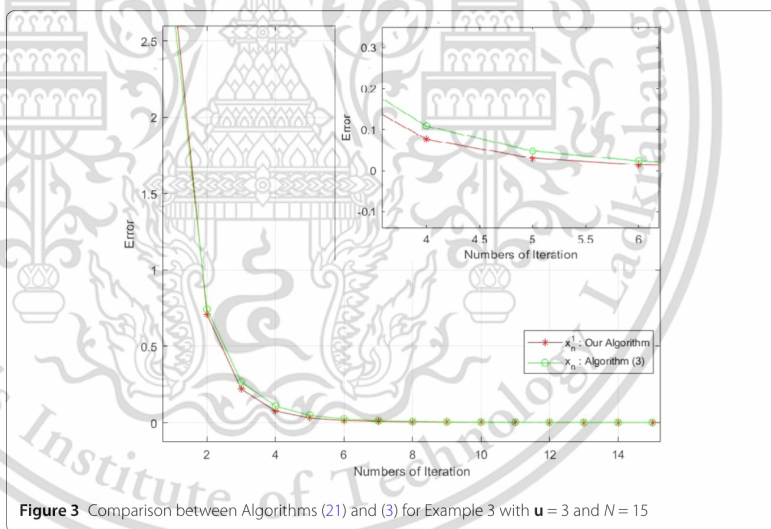 2.5
2
1.5
1
0.5
0
Error
2 4 6 8 10 12 14
Numbers of Iteration
0.3
0.2
0.1
0
-0.1
Error
4 4.5 5 5.5 6
Numbers of Iteration
x_n^1 : Our Algorithm
x_n : Algorithm (3)
Institute of Technology Ladkrabang
Figure 3 Comparison between Algorithms (21) and (3) for Example 3 with u = 3 and N = 15